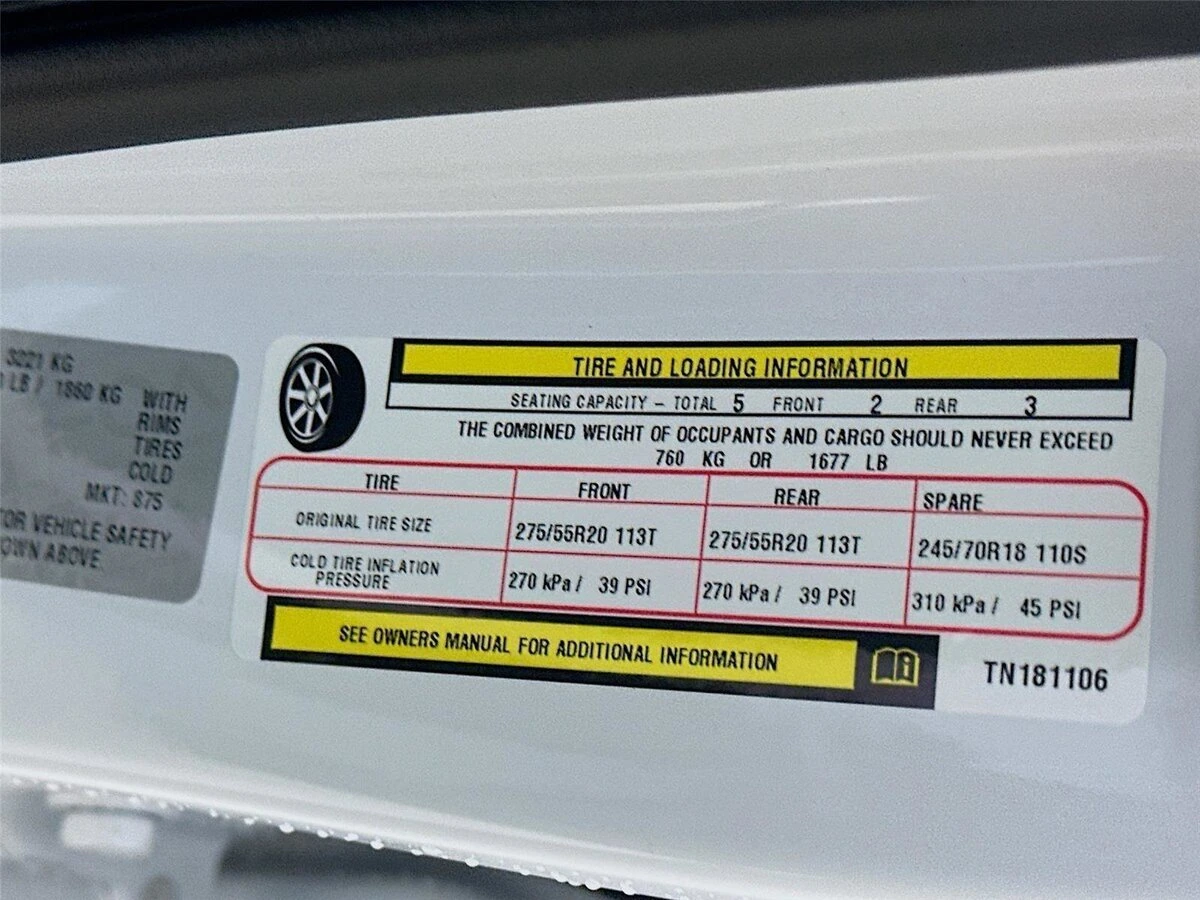 3221 KG
LB / 1860 KG WITH
RIMS
TIRES
COLD
MKT: 875
VEHICLE SAFETY
ABOVE.
TIRE AND LOADING INFORMATION
SEATING CAPACITY – TOTAL 5 FRONT 2 REAR 3
THE COMBINED WEIGHT OF OCCUPANTS AND CARGO SHOULD NEVER EXCEED
760 KG OR 1677 LB
TIRE FRONT REAR SPARE
ORIGINAL TIRE SIZE 275/55R20 113T 275/55R20 113T 245/70R18 110S
COLD TIRE INFLATION
PRESSURE 270 kPa / 39 PSI 270 kPa / 39 PSI 310 kPa / 45 PSI
SEE OWNERS MANUAL FOR ADDITIONAL INFORMATION
TN181106